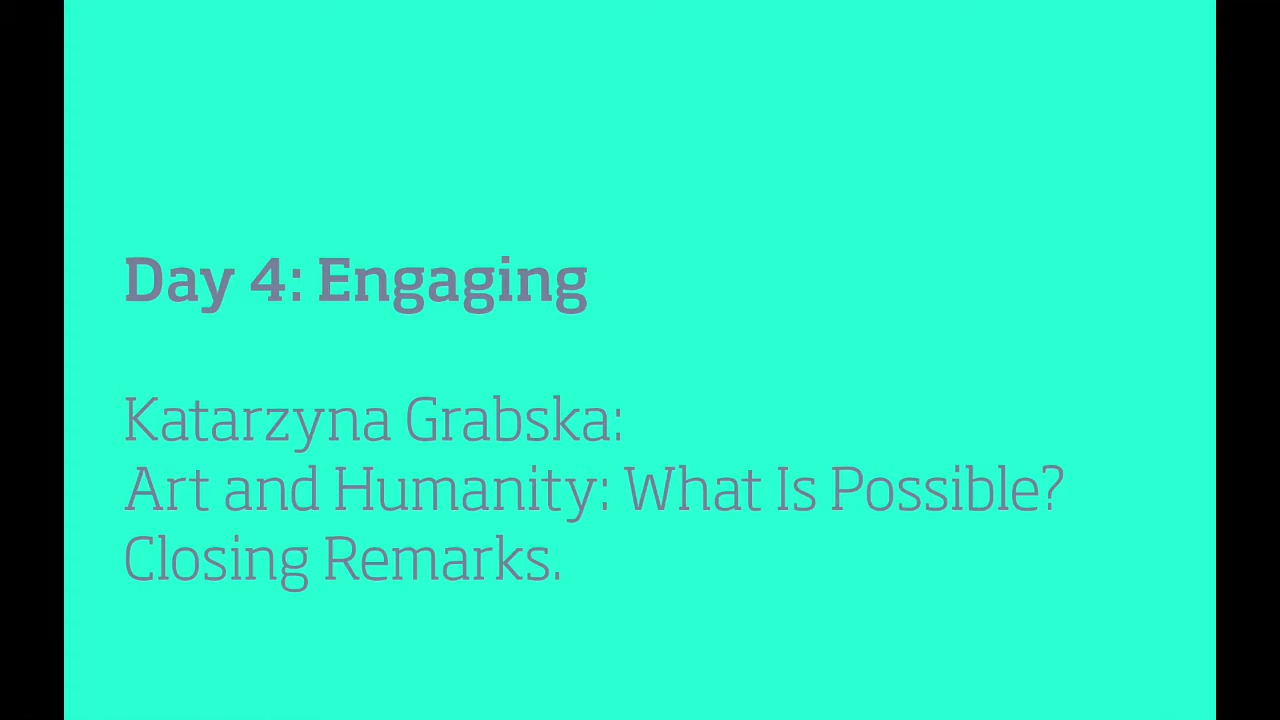 Day 4: Engaging
Katarzyna Grabska:
Art and Humanity: What Is Possible?
Closing Remarks.